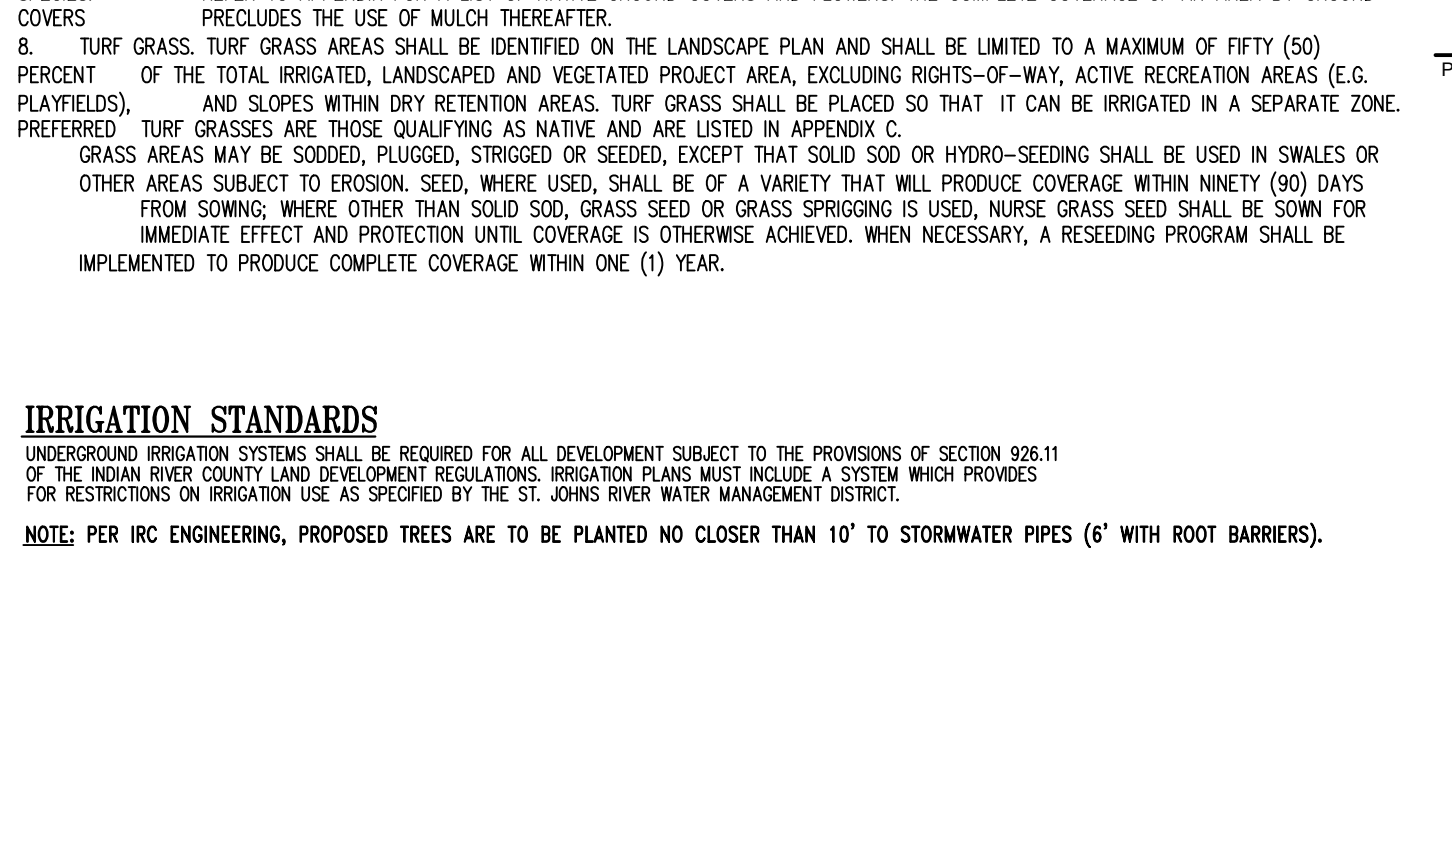 COVERS PRECLUDES THE USE OF MULCH THEREAFTER.
8. TURF GRASS. TURF GRASS AREAS SHALL BE IDENTIFIED ON THE LANDSCAPE PLAN AND SHALL BE LIMITED TO A MAXIMUM OF FIFTY (50)
PERCENT OF THE TOTAL IRRIGATED, LANDSCAPED AND VEGETATED PROJECT AREA, EXCLUDING RIGHTS-OF-WAY, ACTIVE RECREATION AREAS (E.G.
PLAYFIELDS), AND SLOPES WITHIN DRY RETENTION AREAS. TURF GRASS SHALL BE PLACED SO THAT IT CAN BE IRRIGATED IN A SEPARATE ZONE.
PREFERRED TURF GRASSES ARE THOSE QUALIFYING AS NATIVE AND ARE LISTED IN APPENDIX C.
GRASS AREAS MAY BE SODDED, PLUGGED, STRIGGED OR SEEDED, EXCEPT THAT SOLID SOD OR HYDRO-SEEDING SHALL BE USED IN SWALES OR
OTHER AREAS SUBJECT TO EROSION. SEED, WHERE USED, SHALL BE OF A VARIETY THAT WILL PRODUCE COVERAGE WITHIN NINETY (90) DAYS
FROM SOWING; WHERE OTHER THAN SOLID SOD, GRASS SEED OR GRASS SPRIGGING IS USED, NURSE GRASS SEED SHALL BE SOWN FOR
IMMEDIATE EFFECT AND PROTECTION UNTIL COVERAGE IS OTHERWISE ACHIEVED. WHEN NECESSARY, A RESEEDING PROGRAM SHALL BE
IMPLEMENTED TO PRODUCE COMPLETE COVERAGE WITHIN ONE (1) YEAR.
IRRIGATION STANDARDS
UNDERGROUND IRRIGATION SYSTEMS SHALL BE REQUIRED FOR ALL DEVELOPMENT SUBJECT TO THE PROVISIONS OF SECTION 926.11
OF THE INDIAN RIVER COUNTY LAND DEVELOPMENT REGULATIONS. IRRIGATION PLANS MUST INCLUDE A SYSTEM WHICH PROVIDES
FOR RESTRICTIONS ON IRRIGATION USE AS SPECIFIED BY THE ST. JOHNS RIVER WATER MANAGEMENT DISTRICT.
NOTE: PER IRC ENGINEERING, PROPOSED TREES ARE TO BE PLANTED NO CLOSER THAN 10' TO STORMWATER PIPES (6' WITH ROOT BARRIERS).